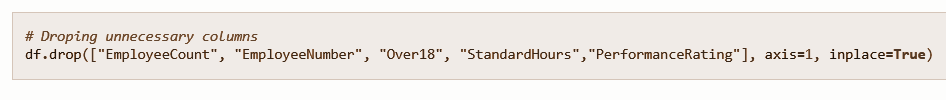 # Droping unnecessary columns
df.drop(["EmployeeCount", "EmployeeNumber", "Over18", "StandardHours","PerformanceRating"], axis=1, inplace=True)